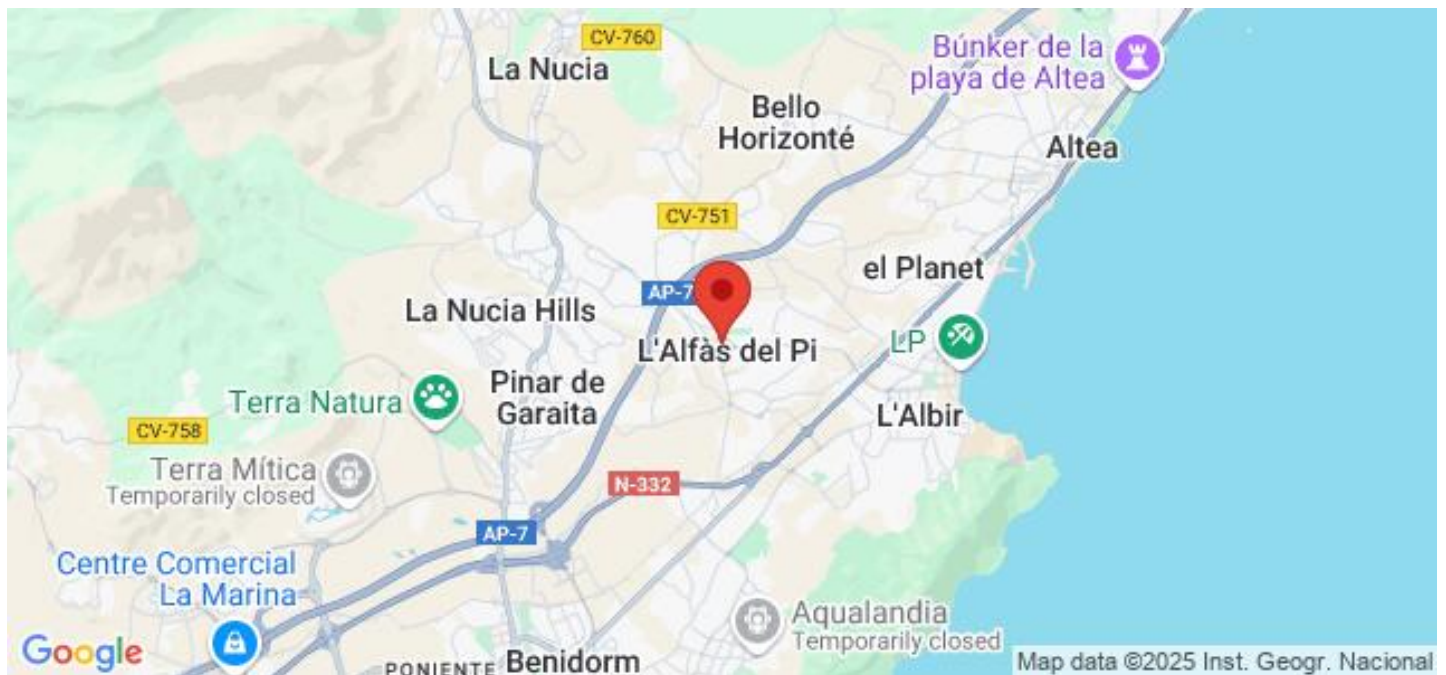 CV-760
La Nucia
Búnker de la
playa de Altea
Bello
Horizonté
Altea
CV-751
el Planet
AP-7
La Nucia Hills
L'Alfàs del Pi
LP
Pinar de
Garaita
Terra Natura
L'Albir
CV-758
Terra Mítica
Temporarily closed
N-332
AP-7
Centre Comercial
La Marina
Aqualandia
Temporarily closed
Google
PONIENTE
Benidorm
Map data ©2025 Inst. Geogr. Nacional